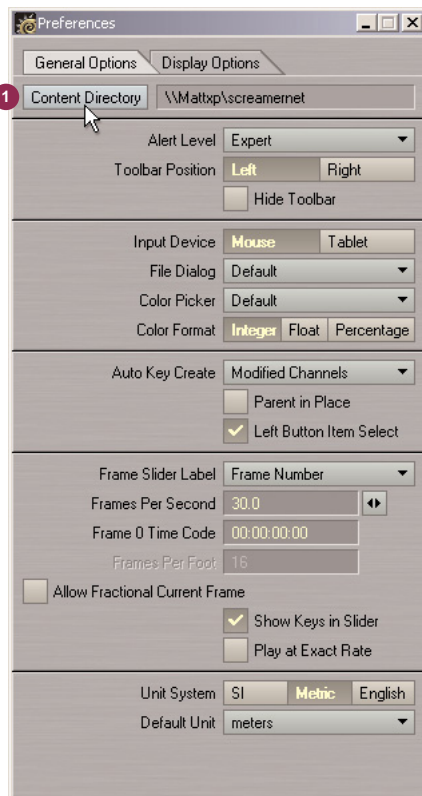 Preferences
General Options Display Options
1 Content Directory \\Mattxp\screamernet
Alert Level Expert
Toolbar Position Left Right
Hide Toolbar
Input Device Mouse Tablet
File Dialog Default
Color Picker Default
Color Format Integer Float Percentage
Auto Key Create Modified Channels
Parent in Place
Left Button Item Select
Frame Slider Label Frame Number
Frames Per Second 30.0
Frame 0 Time Code 00:00:00:00
Frames Per Foot 16
Allow Fractional Current Frame
Show Keys in Slider
Play at Exact Rate
Unit System SI Metric English
Default Unit meters